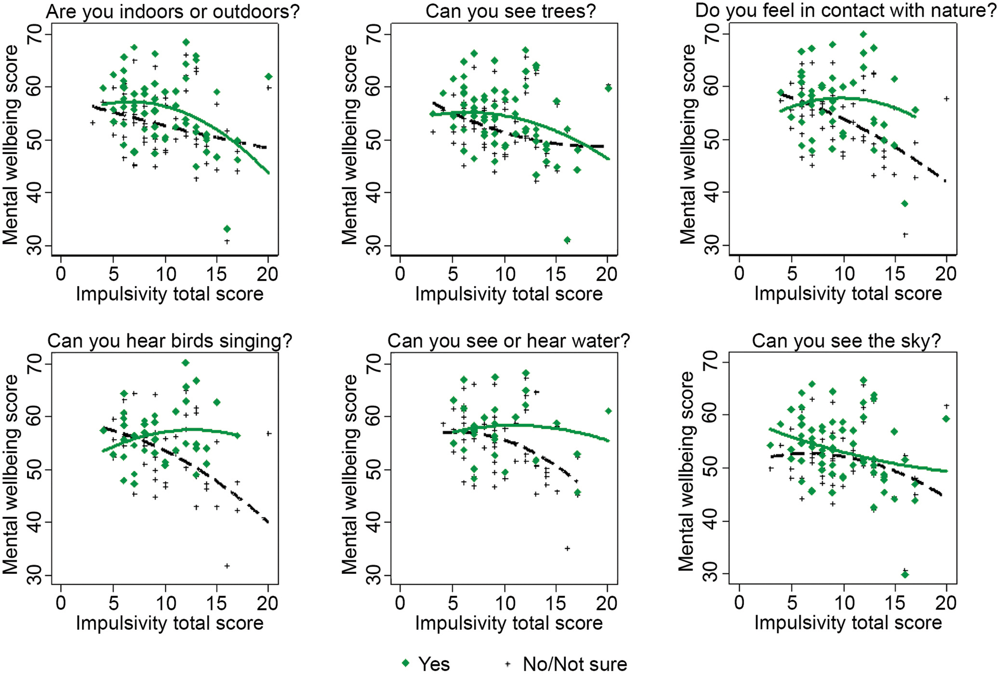 Are you indoors or outdoors?
Can you see trees?
Do you feel in contact with nature?
Mental wellbeing score
70
60
50
40
30
0 5 10 15 20
Impulsivity total score
Mental wellbeing score
70
60
50
40
30
0 5 10 15 20
Impulsivity total score
Mental wellbeing score
70
60
50
40
30
0 5 10 15 20
Impulsivity total score
Can you hear birds singing?
Can you see or hear water?
Can you see the sky?
Mental wellbeing score
70
60
50
40
30
0 5 10 15 20
Impulsivity total score
Mental wellbeing score
70
60
50
40
30
0 5 10 15 20
Impulsivity total score
Mental wellbeing score
70
60
50
40
30
0 5 10 15 20
Impulsivity total score
Yes
No/Not sure